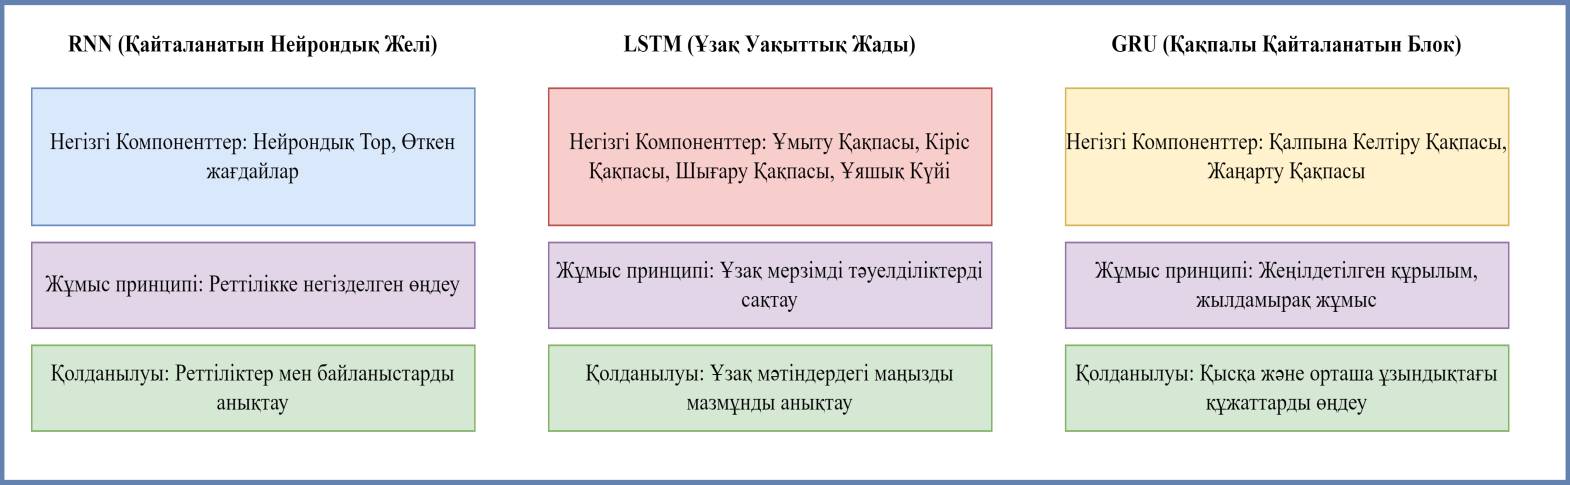 RNN (Қайталанатын Нейрондық Желі)
Негізгі Компоненттер: Нейрондық Тор, Өткен
жағдайлар
Жұмыс принципі: Реттілікке негізделген өңдеу
Қолданылуы: Реттіліктер мен байланыстарды
анықтау
LSTM (Ұзақ Уақыттық Жады)
Негізгі Компоненттер: Ұмыту Қақпасы, Кіріс
Қақпасы, Шығару Қақпасы, Ұяшық Күйі
Жұмыс принципі: Ұзақ мерзімді тәуелділіктерді
сақтау
Қолданылуы: Ұзақ мәтіндердегі маңызды
мазмұнды анықтау
GRU (Қақпалы Қайталанатын Блок)
Негізгі Компоненттер: Қалпына Келтіру Қақпасы,
Жаңарту Қақпасы
Жұмыс принципі: Жеңілдетілген құрылым,
жылдамырақ жұмыс
Қолданылуы: Қысқа және орташа ұзындықтағы
құжаттарды өңдеу